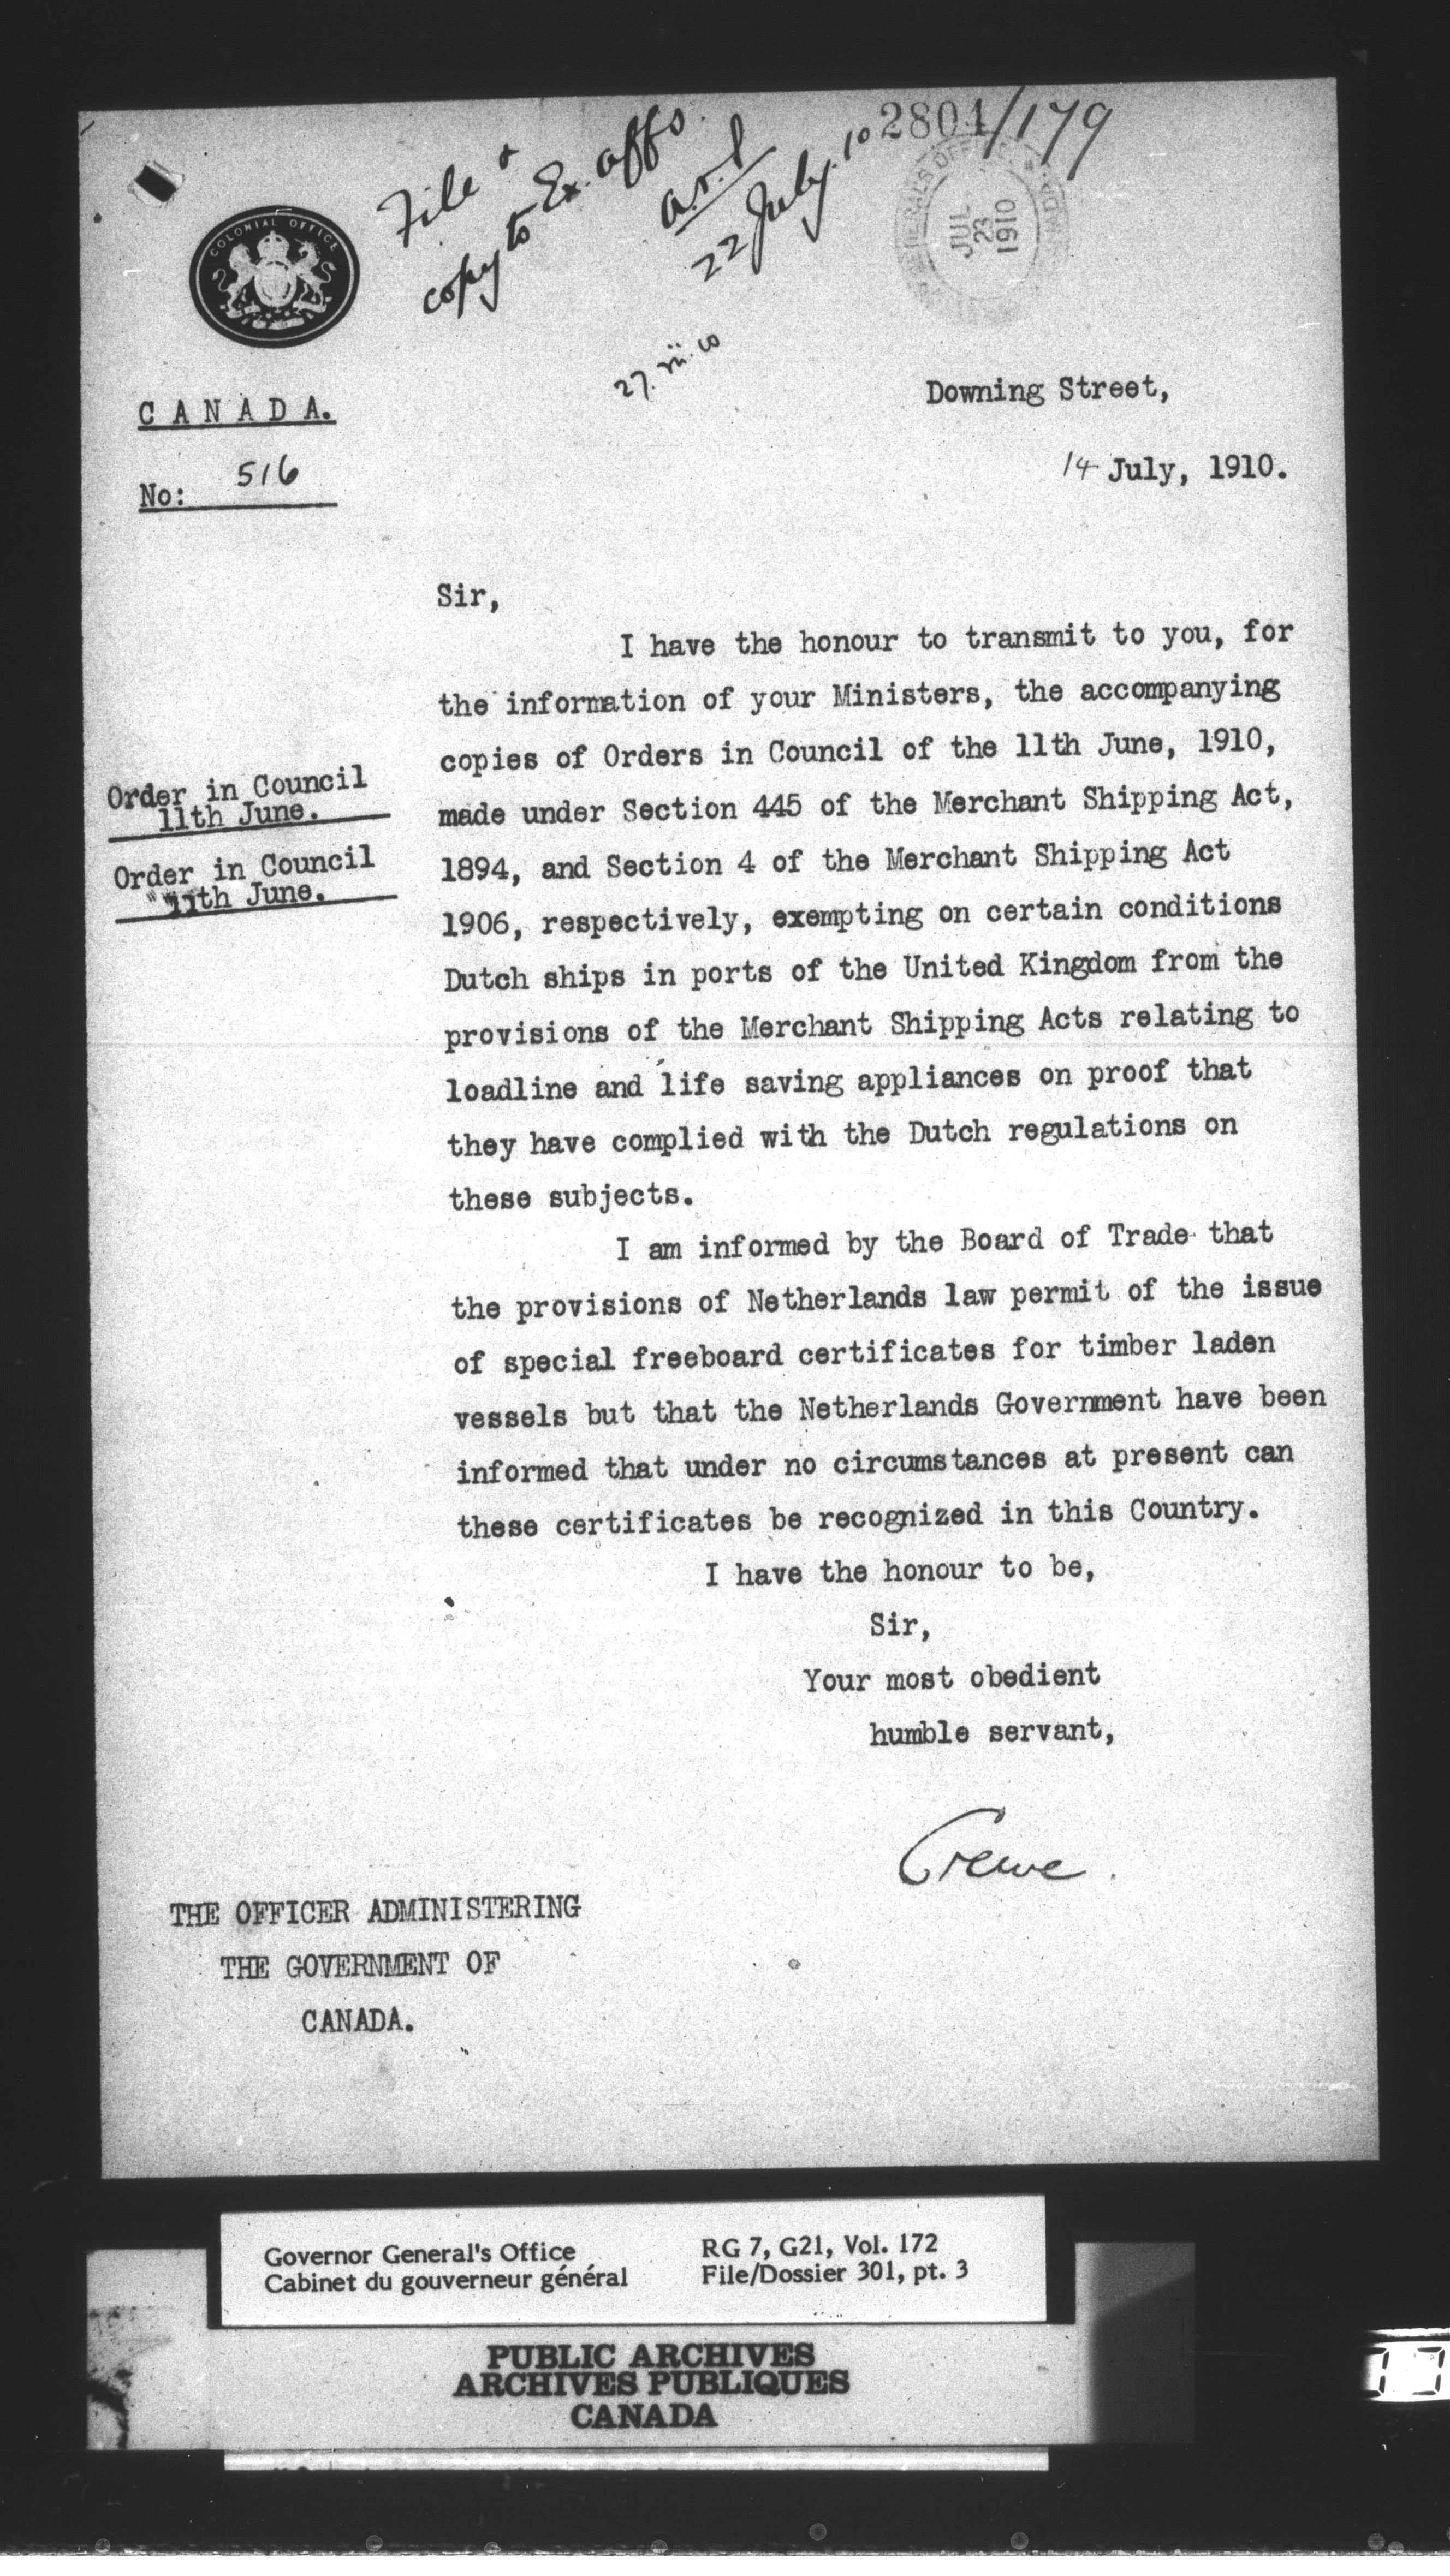 File &
copy to Ex. affs.
22 July. 10
2801/179
JUL
23
1910
COLONIAL OFFICE
CANADA.
No: 516
Downing Street,
14 July, 1910.
Sir,
I have the honour to transmit to you, for
the information of your Ministers, the accompanying
copies of Orders in Council of the 11th June, 1910,
made under Section 445 of the Merchant Shipping Act,
1894, and Section 4 of the Merchant Shipping Act
1906, respectively, exempting on certain conditions
Dutch ships in ports of the United Kingdom from the
provisions of the Merchant Shipping Acts relating to
loadline and life saving appliances on proof that
they have complied with the Dutch regulations on
these subjects.
Order in Council
11th June.
Order in Council
11th June.
I am informed by the Board of Trade that
the provisions of Netherlands law permit of the issue
of special freeboard certificates for timber laden
vessels but that the Netherlands Government have been
informed that under no circumstances at present can
these certificates be recognized in this Country.
I have the honour to be,
Sir,
Your most obedient
humble servant,
Crewe.
THE OFFICER ADMINISTERING
THE GOVERNMENT OF
CANADA.
Governor General's Office
Cabinet du gouverneur général
RG 7, G21, Vol. 172
File/Dossier 301, pt. 3
PUBLIC ARCHIVES
ARCHIVES PUBLIQUES
CANADA